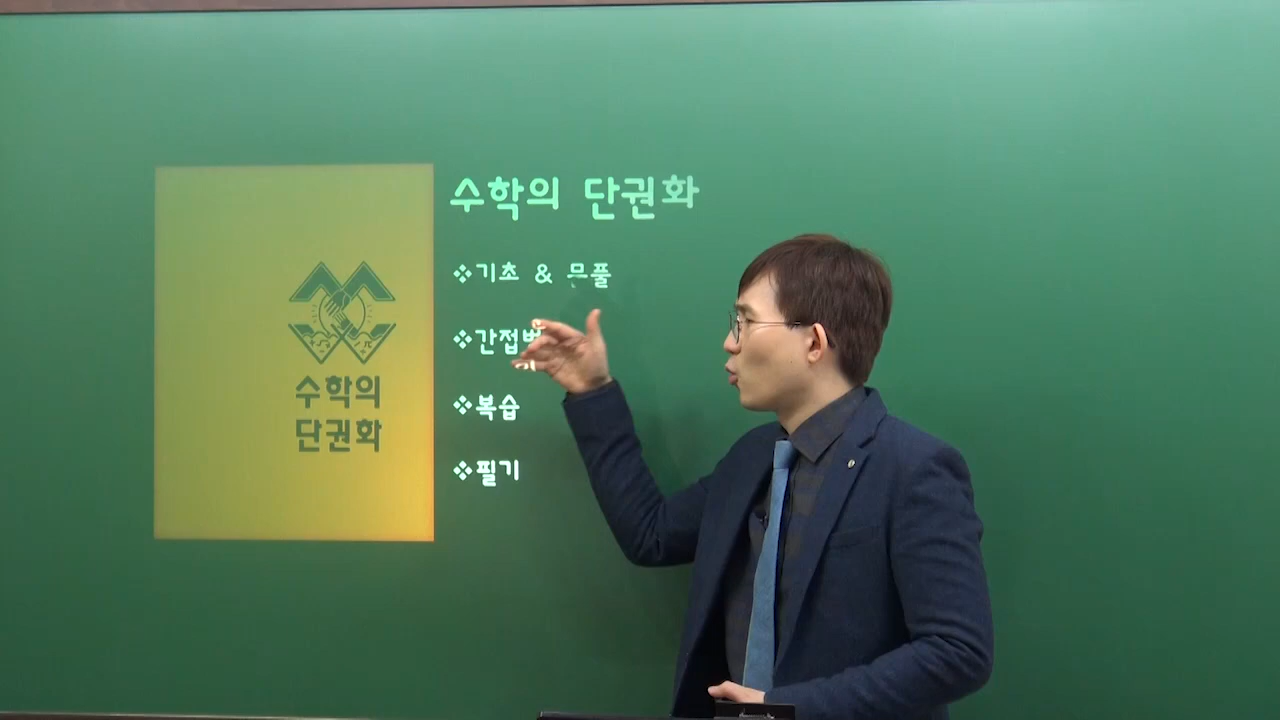 수학의 단권화
❖기초 & 문풀
❖간접
❖복습
❖필기
수학의
단권화